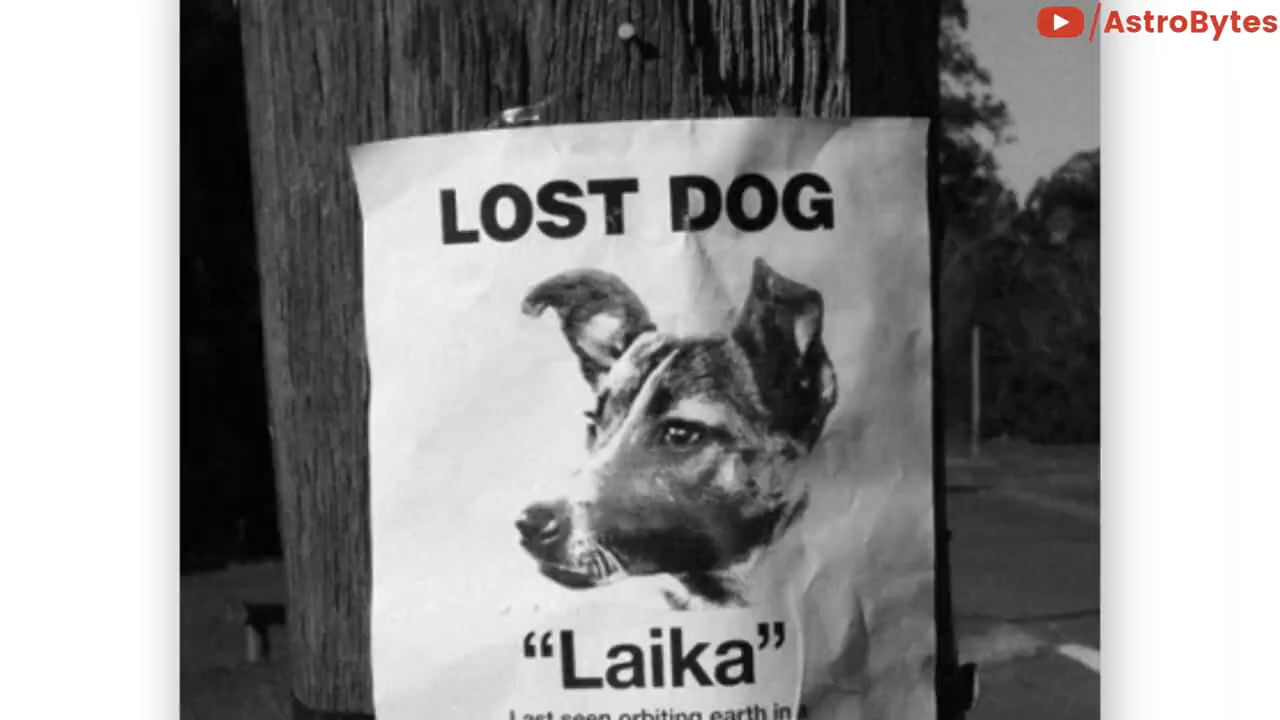 /AstroBytes
LOST DOG
“Laika”
Last seen orbiting earth in a